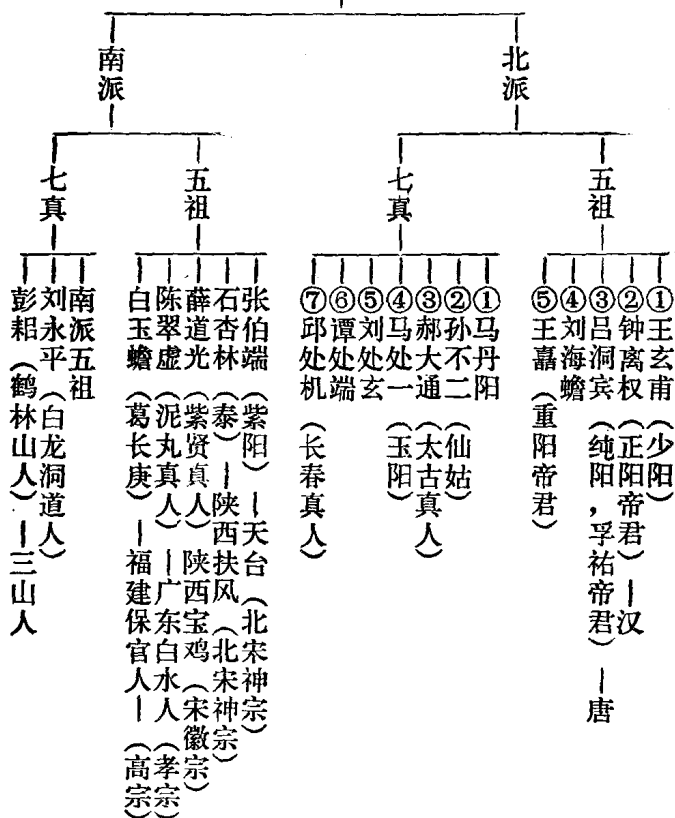 北派
南派
五祖
七真
五祖
七真
①王玄甫（少阳）
②钟离权（正阳帝君）—汉
③吕洞宾（纯阳，孚祐帝君）—唐
④刘海蟾
⑤王嘉（重阳帝君）
①马丹阳
②孙不二（仙姑）
③郝大通（太古真人）
④马处一（玉阳）
⑤刘处玄
⑥谭处端
⑦邱处机（长春真人）
张伯端（紫阳）—天台（北宋神宗）
石杏林（泰）—陕西扶风（北宋神宗）
薛道光（紫贤真人）陕西宝鸡（宋徽宗）
陈翠虚（泥丸真人）—广东白水人（孝宗）
白玉蟾（葛长庚）—福建保官人—（高宗）
南派五祖
刘永平（白龙洞道人）
彭耜（鹤林山人）—三山人